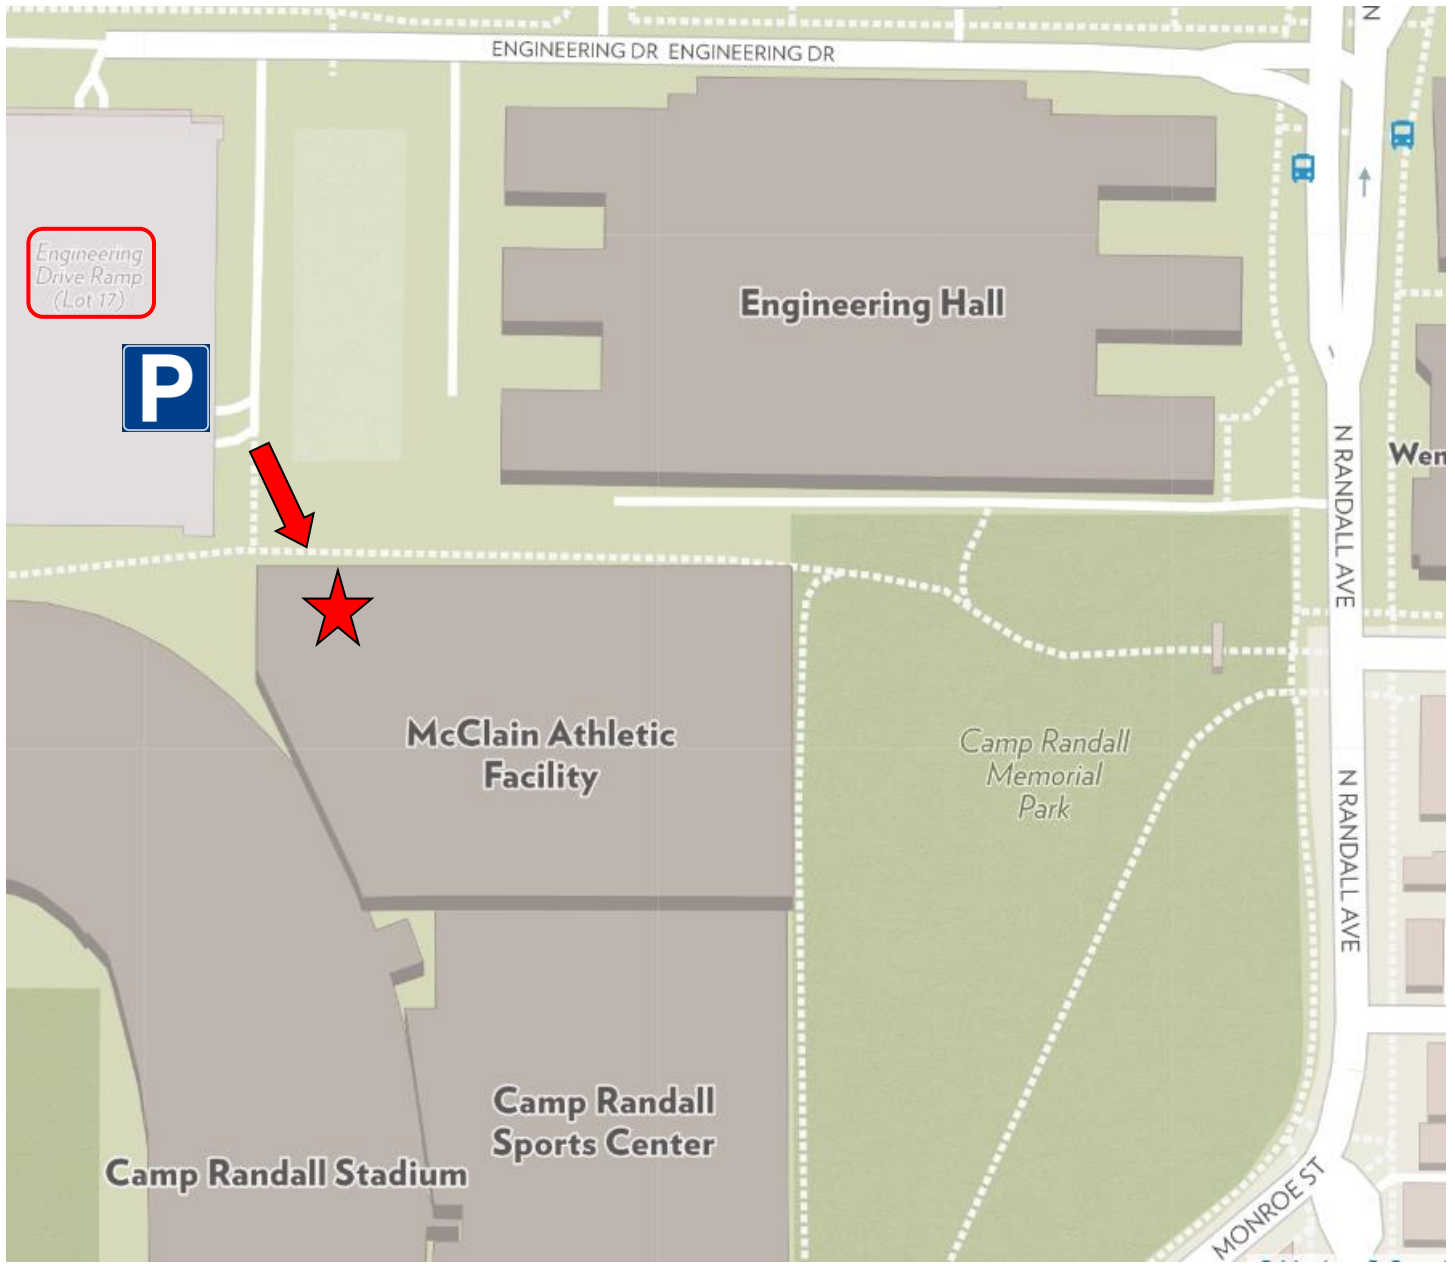 N
ENGINEERING DR ENGINEERING DR
Engineering
Drive Ramp
(Lot 17)
P
Engineering Hall
N RANDALL AVE
Wen
McClain Athletic
Facility
Camp Randall
Memorial
Park
N RANDALL AVE
Camp Randall
Sports Center
Camp Randall Stadium
MONROE ST